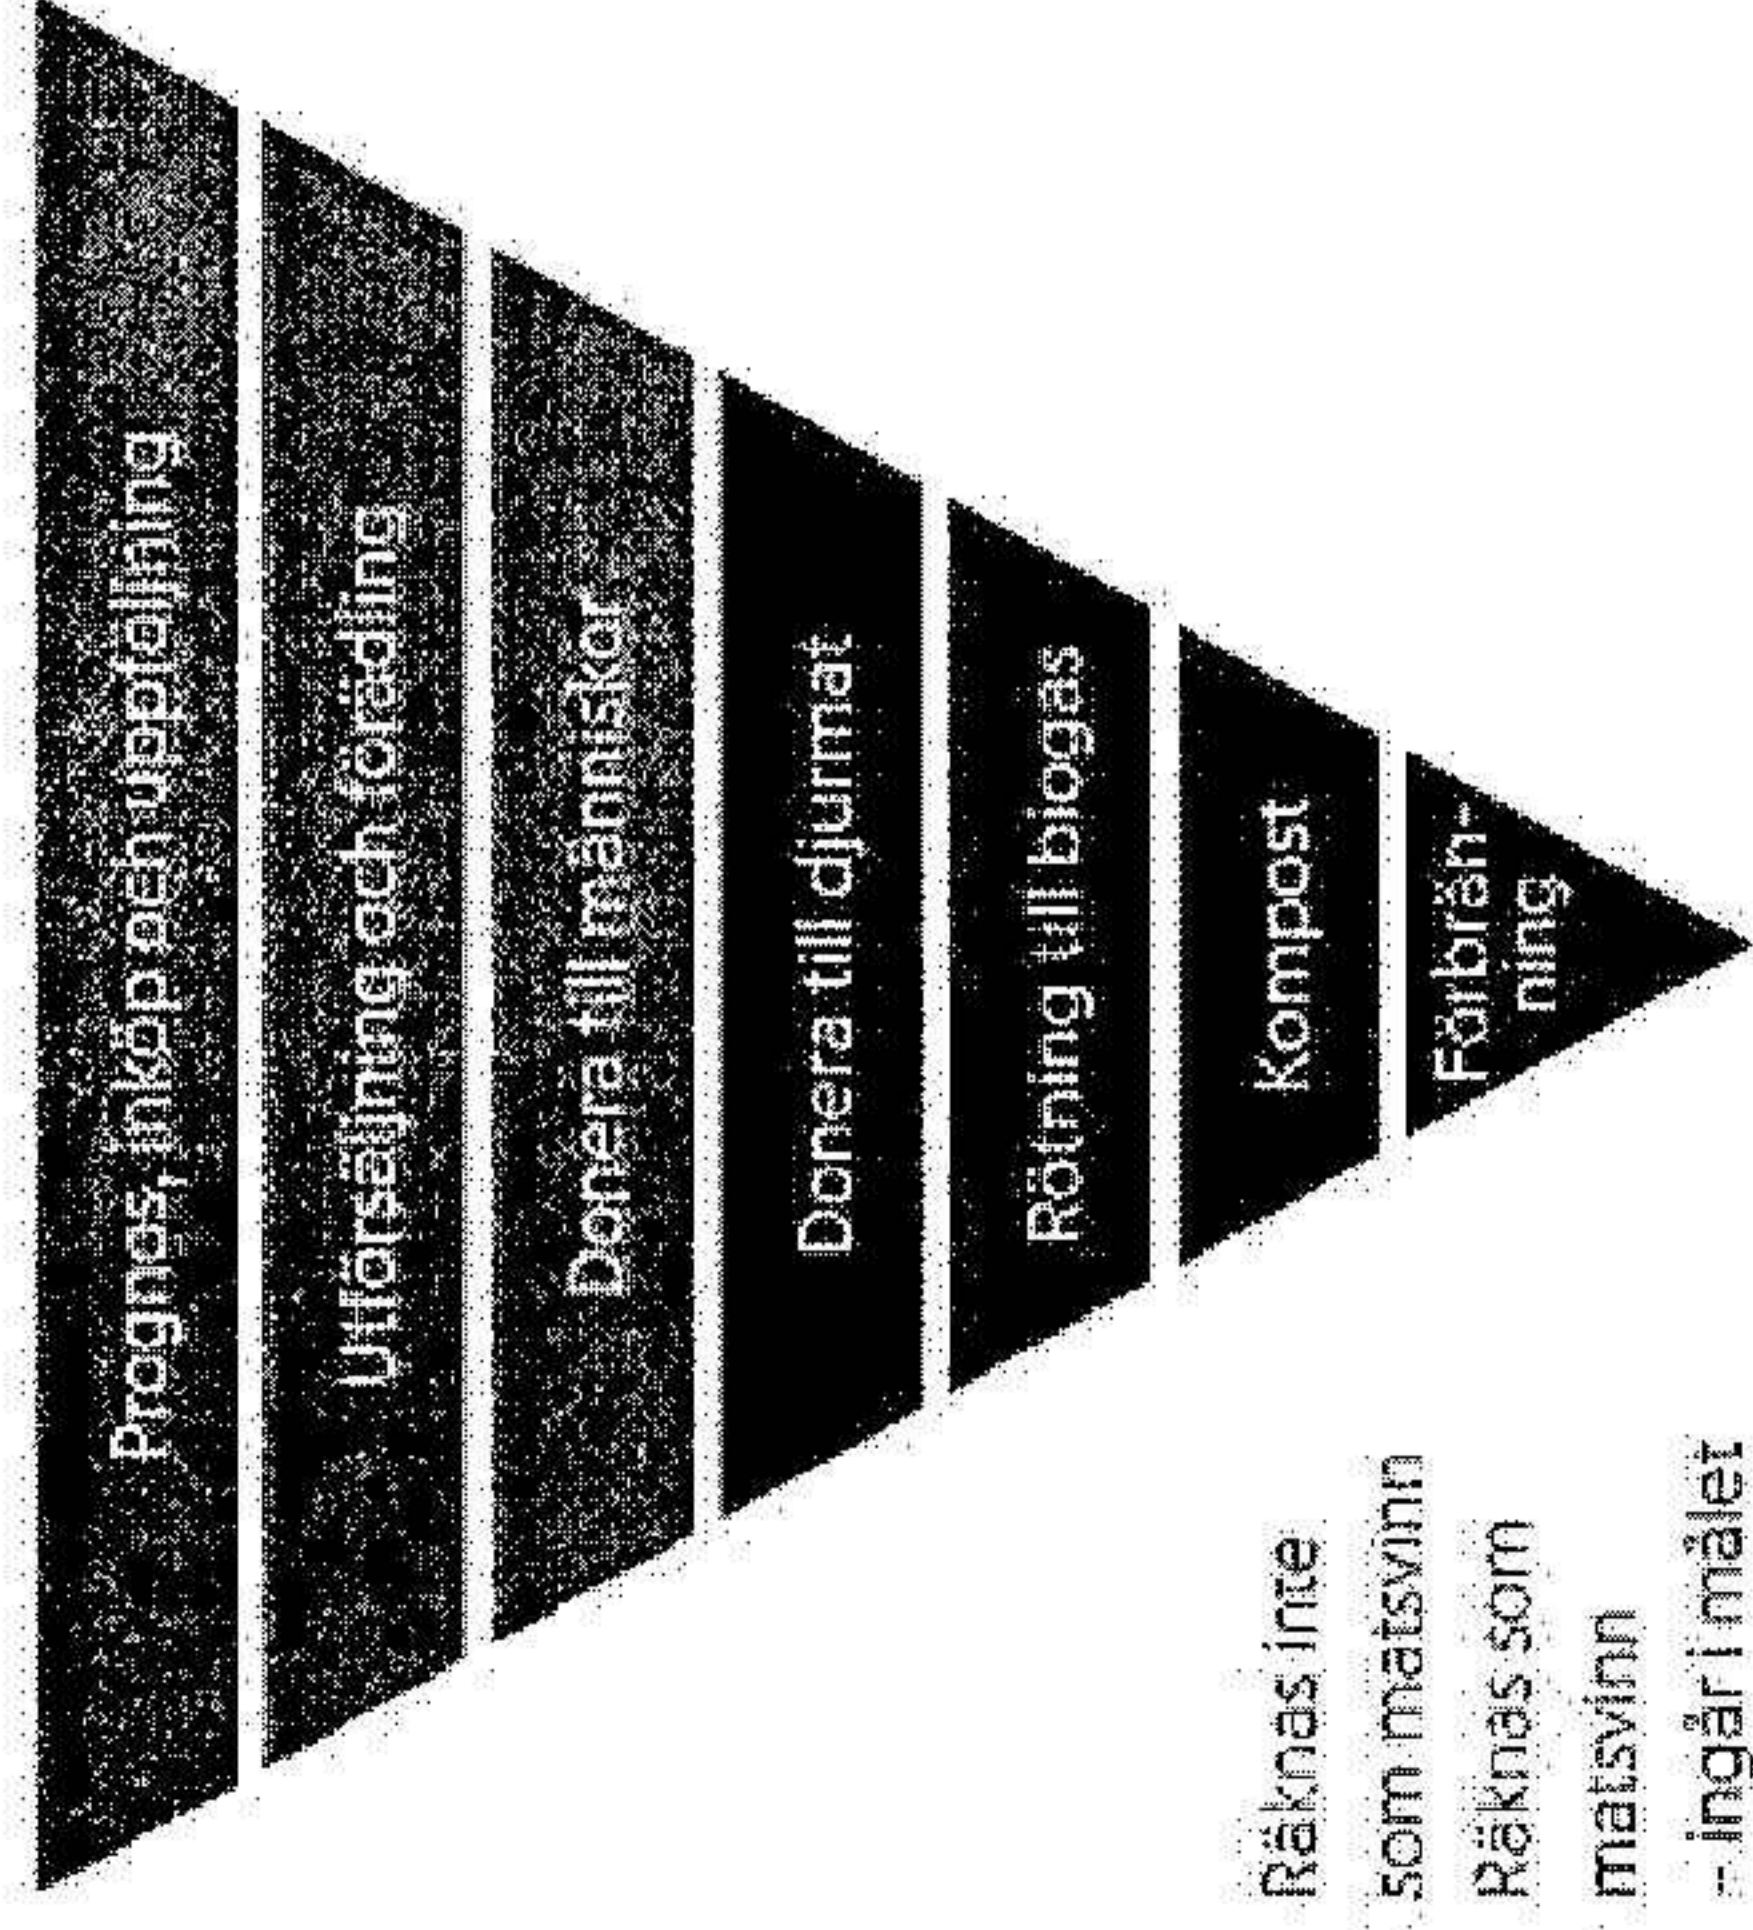 Prognos, inköp och uppföljning
Utförsäljning och förädling
Donera till människor
Donera till djurmat
Rötning till biogas
Kompost
Förbrän-
ning
Räknas inte
som matsvinn
Räknas som
matsvinn
– ingår i målet